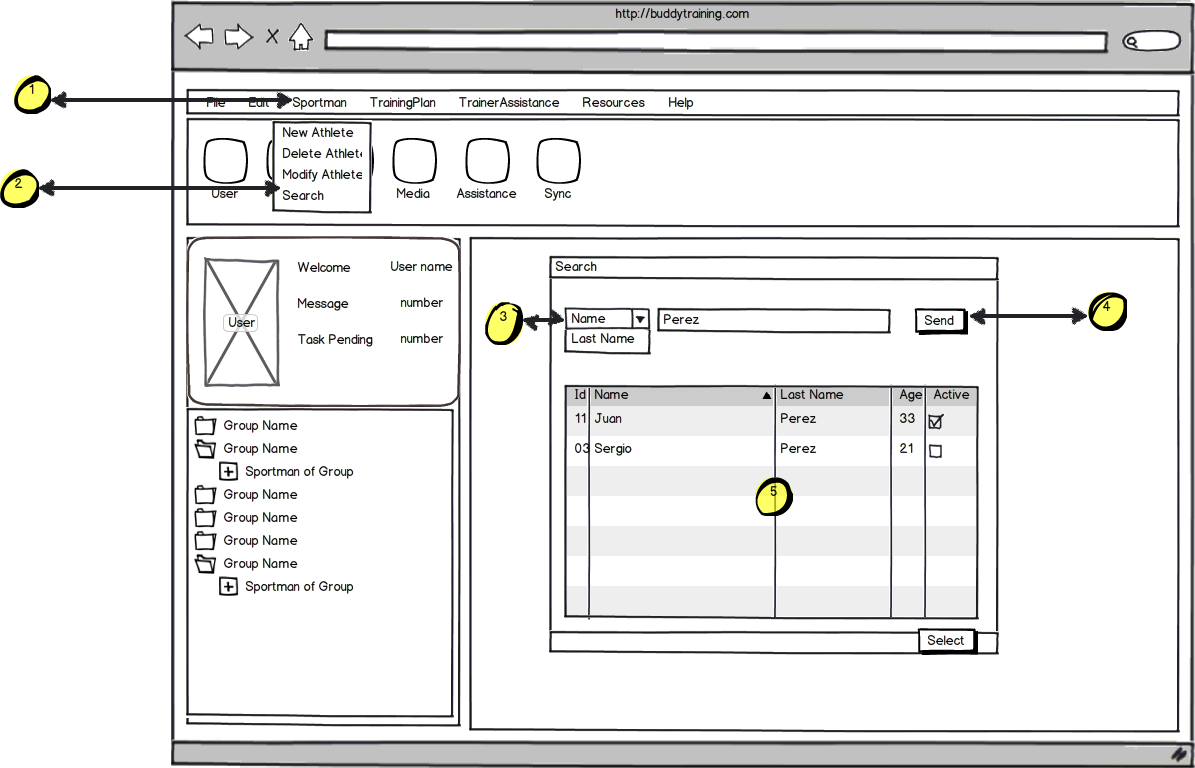 http://buddytraining.com
1
File Edit Sportman TrainingPlan TrainerAssistance Resources Help
New Athlete
Delete Athlete
Modify Athlete
2
Search
User Media Assistance Sync
Welcome User name
Message number
User
Task Pending number
Group Name
Group Name
Sportman of Group
Group Name
Group Name
Group Name
Group Name
Sportman of Group
Search
3
Name Perez Send
4
Last Name
Id Name Last Name Age Active
11 Juan Perez 33
03 Sergio Perez 21
5
Select